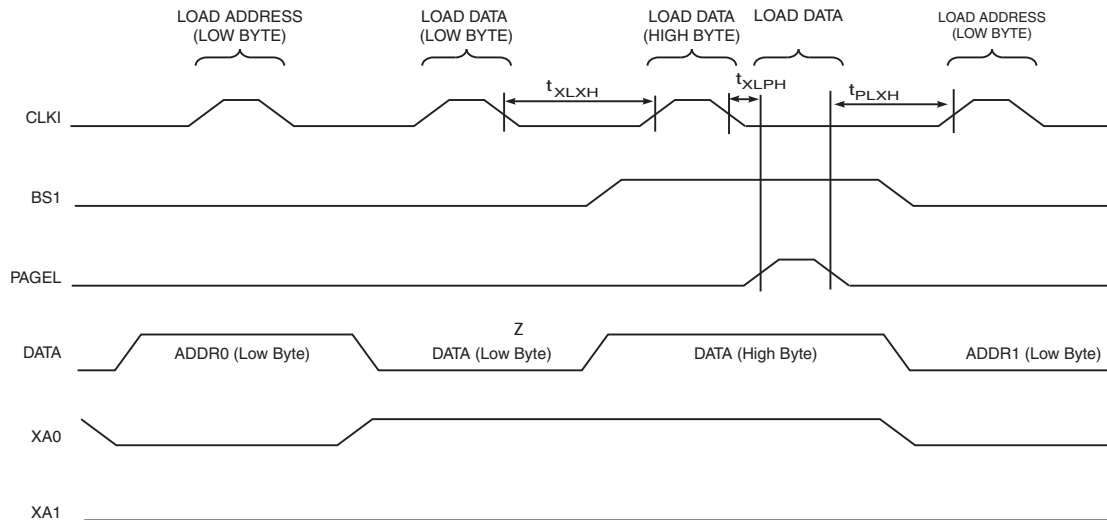 LOAD ADDRESS
(LOW BYTE)
LOAD DATA
(LOW BYTE)
LOAD DATA
(HIGH BYTE)
LOAD DATA
LOAD ADDRESS
(LOW BYTE)
tXLXH
tXLPH
tPLXH
CLKI
BS1
PAGEL
Z
DATA
ADDR0 (Low Byte)
DATA (Low Byte)
DATA (High Byte)
ADDR1 (Low Byte)
XA0
XA1